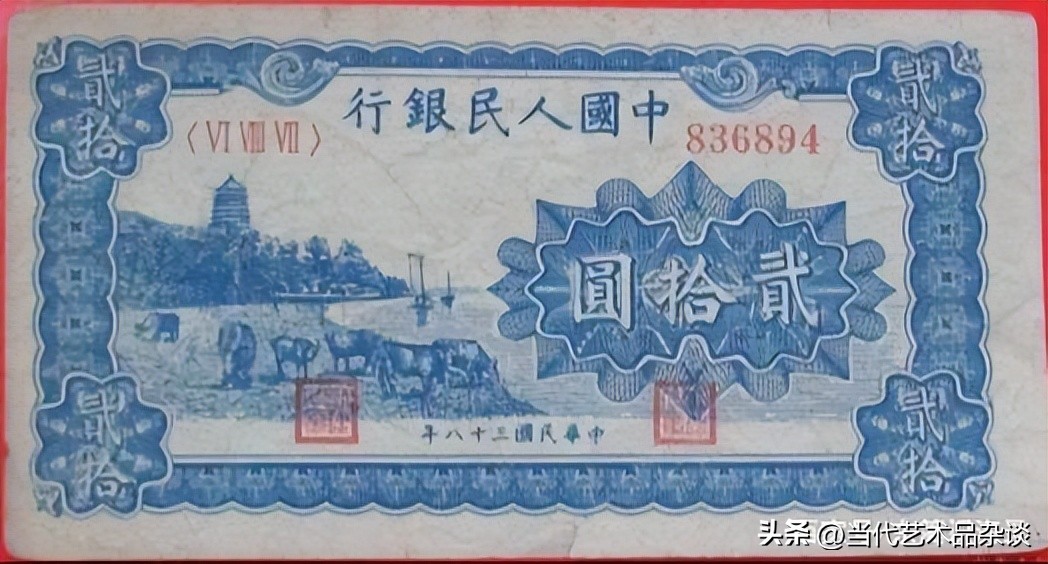 中國人民銀行
〈VI VIII VII〉
836894
貳拾
貳拾
貳拾圓
貳拾
貳拾
中華民國三十八年
头条 @当代艺术品杂谈